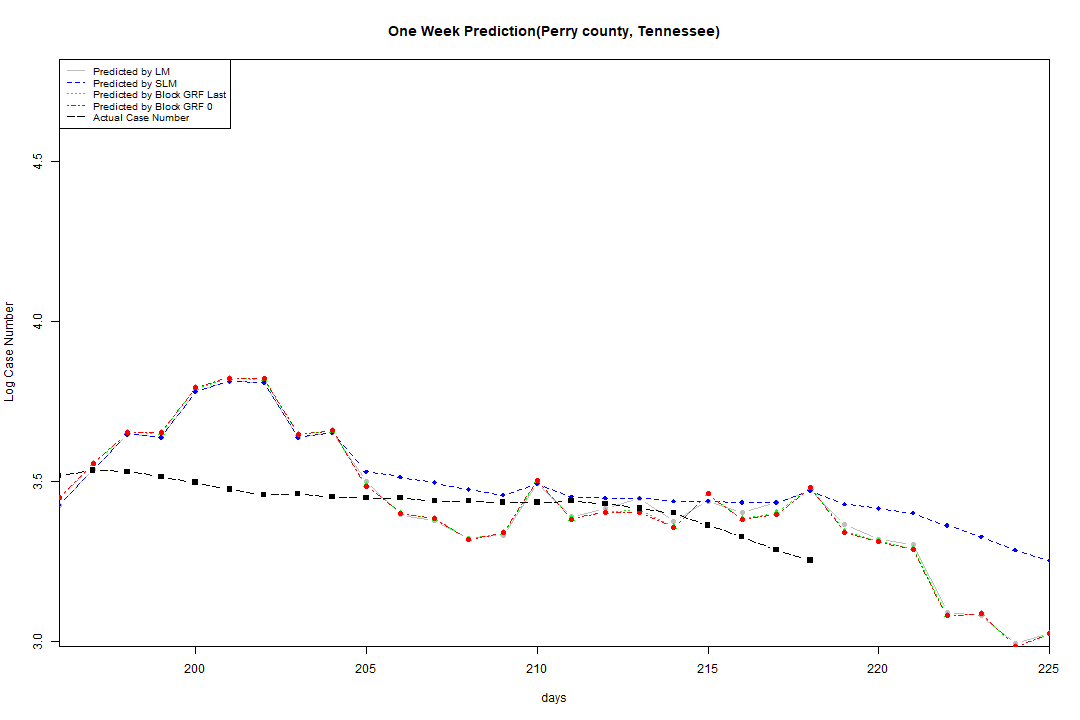 One Week Prediction(Perry county, Tennessee)
Predicted by LM
Predicted by SLM
Predicted by Block GRF Last
Predicted by Block GRF 0
Actual Case Number
4.5
4.0
3.5
3.0
Log Case Number
200 205 210 215 220 225
days